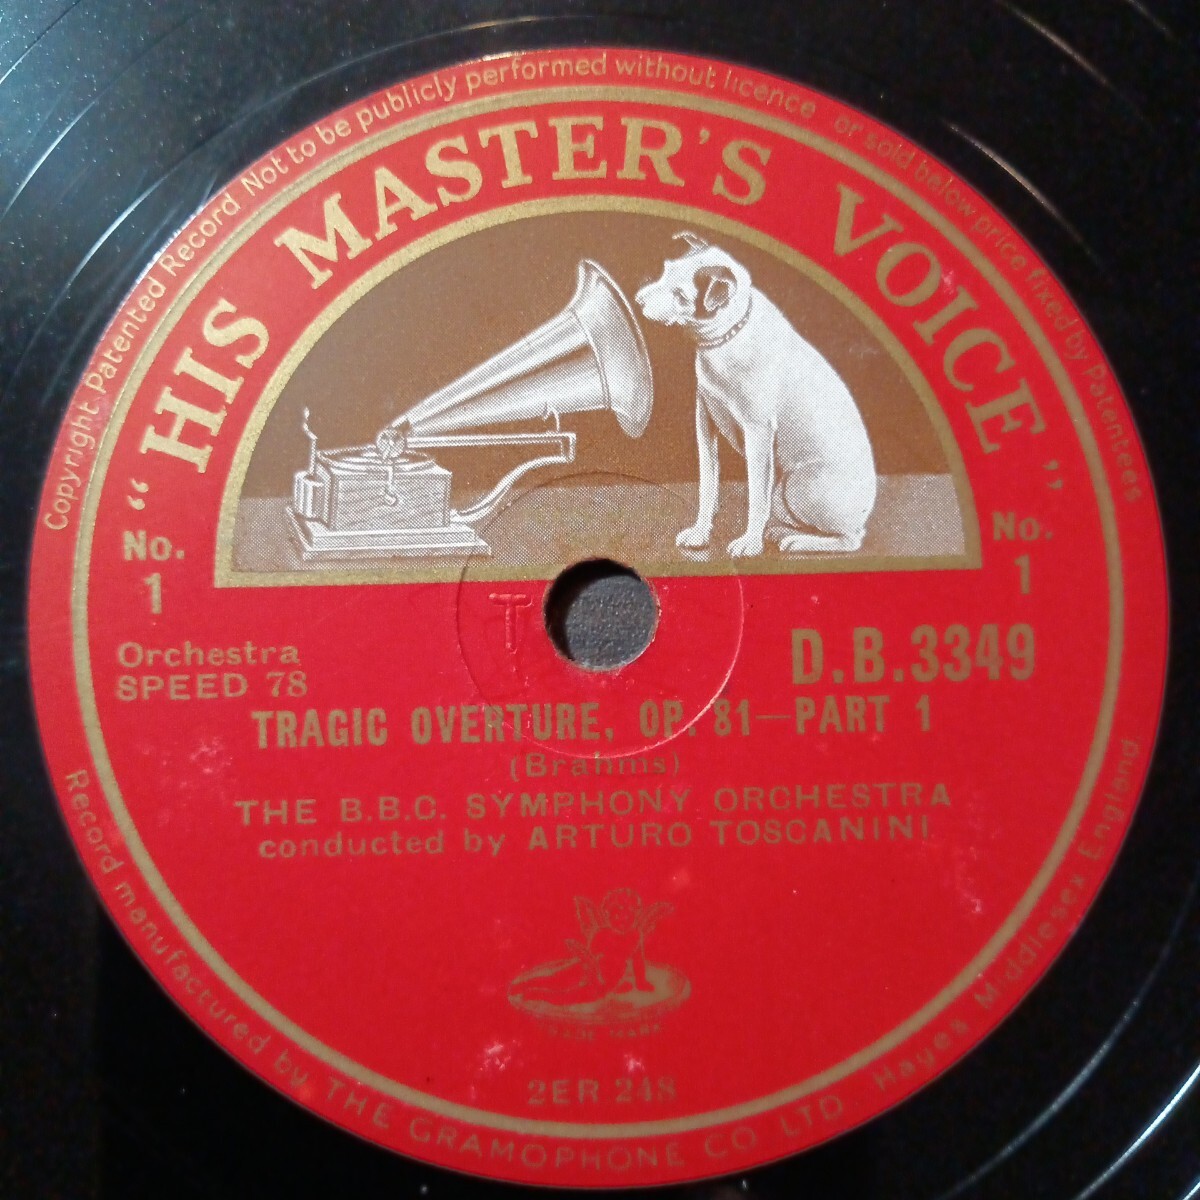 Copyright. Patented Record Not to be publicly performed without licence or sold below price fixed by Patentees
"HIS MASTER'S VOICE"
No. 1
No. 1
T
Orchestra
SPEED 78
D.B.3349
TRAGIC OVERTURE, OP. 81—PART 1
(Brahms)
THE B.B.C. SYMPHONY ORCHESTRA
conducted by ARTURO TOSCANINI
TRADE MARK
2ER 248
Record manufactured by THE GRAMOPHONE CO. LTD. Hayes Middlesex England.